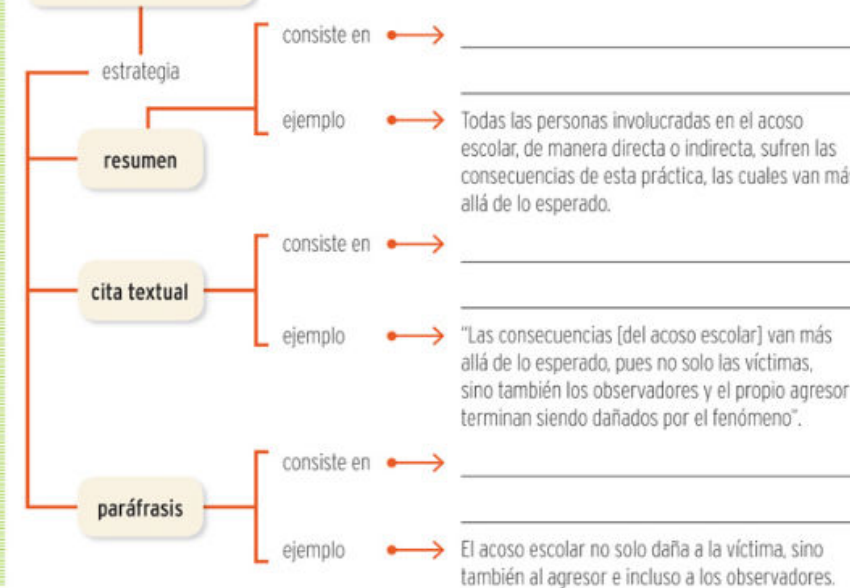 estrategia
consiste en
ejemplo
Todas las personas involucradas en el acoso
escolar, de manera directa o indirecta, sufren las
consecuencias de esta práctica, las cuales van má
allá de lo esperado.
resumen
consiste en
cita textual
ejemplo
"Las consecuencias [del acoso escolar] van más
allá de lo esperado, pues no solo las víctimas,
sino también los observadores y el propio agresor
terminan siendo dañados por el fenómeno".
consiste en
paráfrasis
ejemplo
El acoso escolar no solo daña a la víctima, sino
también al agresor e incluso a los observadores.